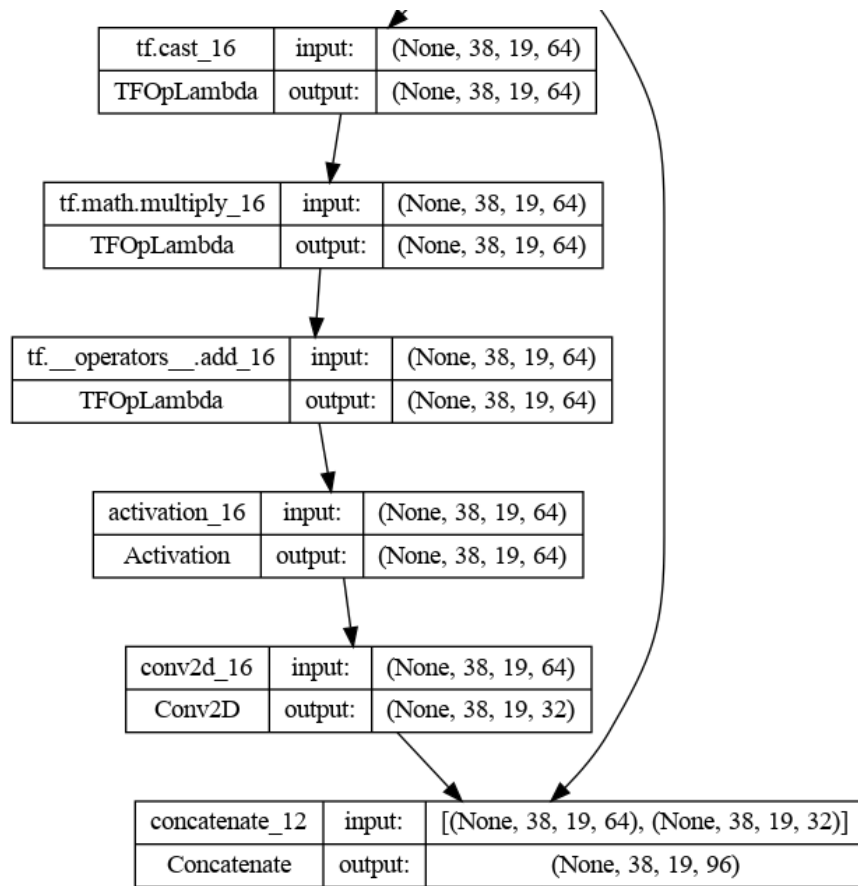 tf.cast_16 input: (None, 38, 19, 64)
TFOpLambda output: (None, 38, 19, 64)
tf.math.multiply_16 input: (None, 38, 19, 64)
TFOpLambda output: (None, 38, 19, 64)
tf.__operators__.add_16 input: (None, 38, 19, 64)
TFOpLambda output: (None, 38, 19, 64)
activation_16 input: (None, 38, 19, 64)
Activation output: (None, 38, 19, 64)
conv2d_16 input: (None, 38, 19, 64)
Conv2D output: (None, 38, 19, 32)
concatenate_12 input: [(None, 38, 19, 64), (None, 38, 19, 32)]
Concatenate output: (None, 38, 19, 96)